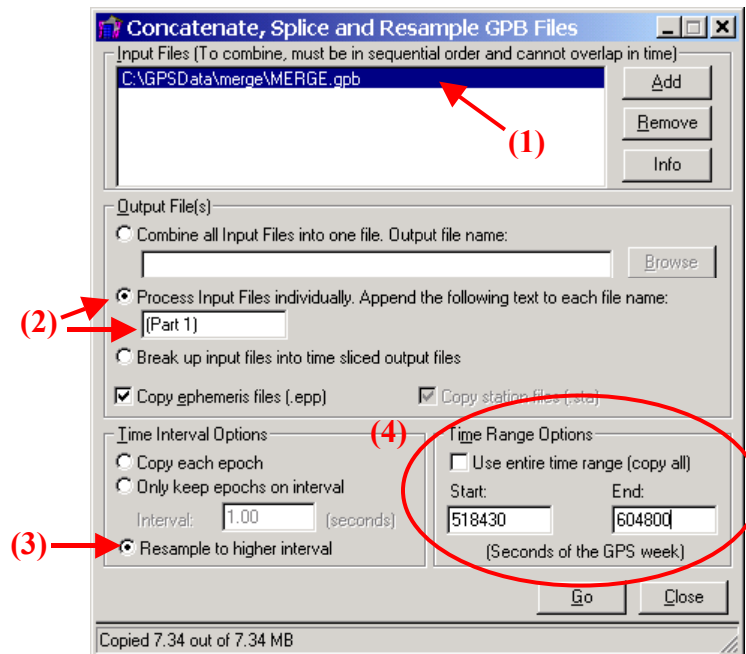 Concatenate, Splice and Resample GPB Files
Input Files (To combine, must be in sequential order and cannot overlap in time)
C:\GPSData\merge\MERGE.gpb
Add
(1)
Remove
Info
Output File(s)
Combine all Input Files into one file. Output file name:
Browse
Process Input Files individually. Append the following text to each file name:
(2)
(Part 1)
Break up input files into time sliced output files
Copy ephemeris files (.epp)
Copy station files (.sta)
Time Interval Options
(4)
Time Range Options
Copy each epoch
Use entire time range (copy all)
Only keep epochs on interval
Start:
End:
Interval:
1.00
(seconds)
518430
604800
(3)
Resample to higher interval
(Seconds of the GPS week)
Go
Close
Copied 7.34 out of 7.34 MB